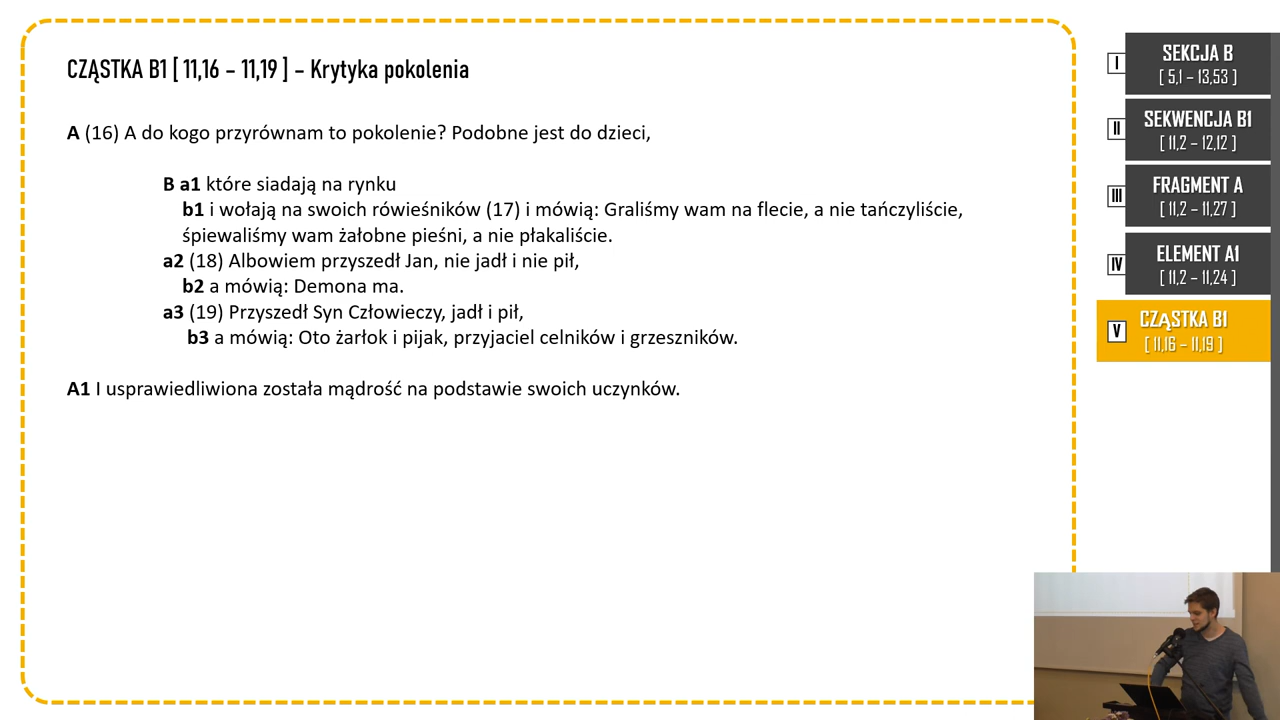 CZĄSTKA B1 [ 11,16 – 11,19 ] – Krytyka pokolenia
A (16) A do kogo przyrównam to pokolenie? Podobne jest do dzieci,
B a1 które siadają na rynku
b1 i wołają na swoich rówieśników (17) i mówią: Graliśmy wam na flecie, a nie tańczyliście,
śpiewaliśmy wam żałobne pieśni, a nie płakaliście.
a2 (18) Albowiem przyszedł Jan, nie jadł i nie pił,
b2 a mówią: Demona ma.
a3 (19) Przyszedł Syn Człowieczy, jadł i pił,
b3 a mówią: Oto żarłok i pijak, przyjaciel celników i grzeszników.
A1 I usprawiedliwiona została mądrość na podstawie swoich uczynków.
I
SEKCJA B
[ 5,1 – 13,53 ]
II
SEKWENCJA B1
[ 11,2 – 12,12 ]
III
FRAGMENT A
[ 11,2 – 11,27 ]
IV
ELEMENT A1
[ 11,2 – 11,24 ]
V
CZĄSTKA B1
[ 11,16 – 11,19 ]